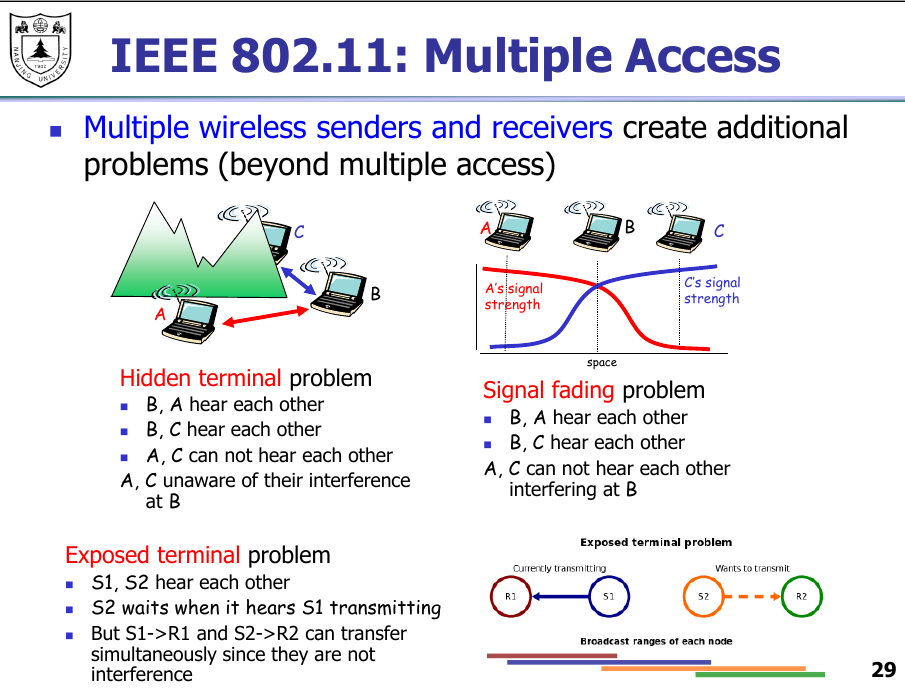 NANJING UNIVERSITY
1902
IEEE 802.11: Multiple Access
Multiple wireless senders and receivers create additional
problems (beyond multiple access)
C
B
A
Hidden terminal problem
B, A hear each other
B, C hear each other
A, C can not hear each other
A, C unaware of their interference
at B
A
B
C
A's signal
strength
C's signal
strength
space
Signal fading problem
B, A hear each other
B, C hear each other
A, C can not hear each other
interfering at B
Exposed terminal problem
S1, S2 hear each other
S2 waits when it hears S1 transmitting
But S1->R1 and S2->R2 can transfer
simultaneously since they are not
interference
Exposed terminal problem
Currently transmitting
Wants to transmit
R1
S1
S2
R2
Broadcast ranges of each node
29